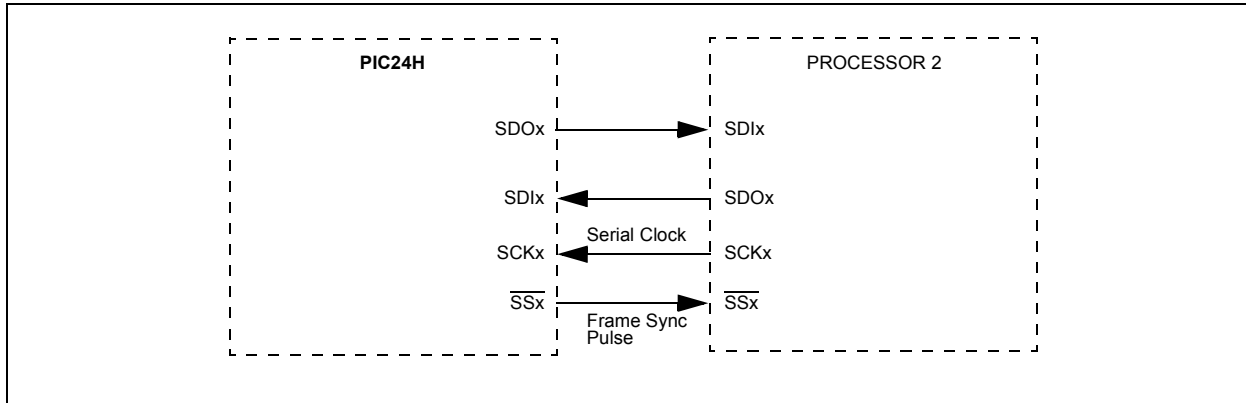 PIC24H
PROCESSOR 2
SDOx
SDIx
SDIx
SDOx
Serial Clock
SCKx
SCKx
SSx
SSx
Frame Sync
Pulse